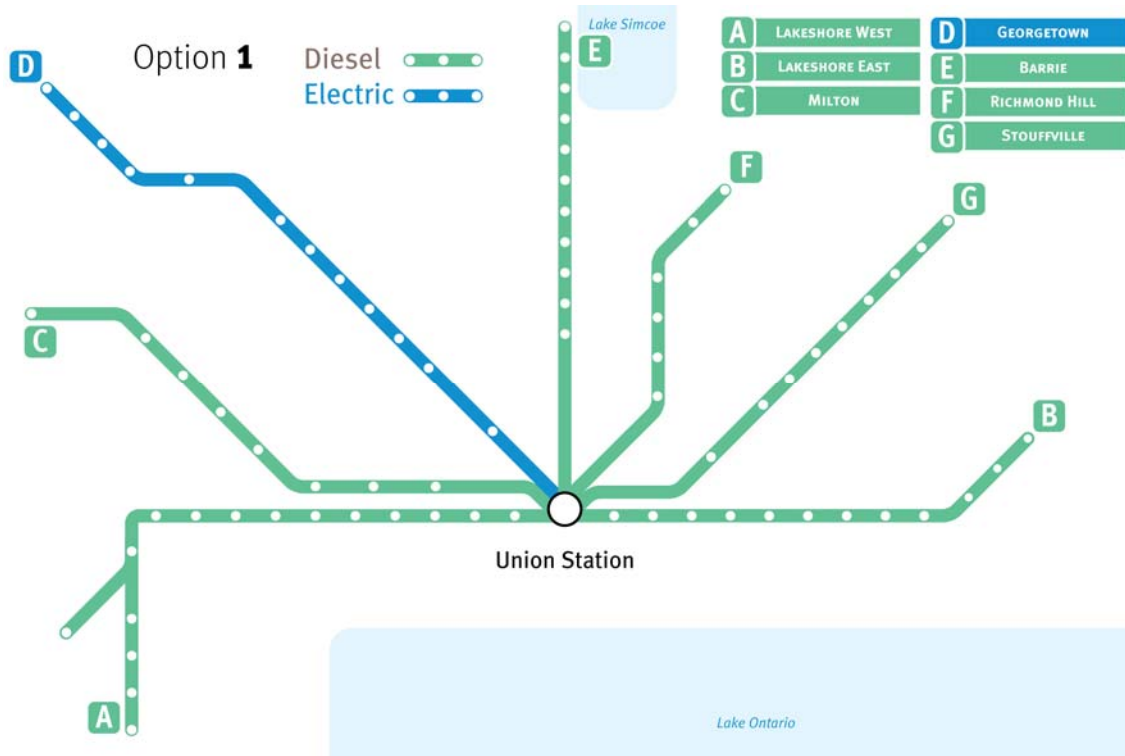 Option 1
Diesel
Electric
Lake Simcoe
A LAKESHORE WEST
B LAKESHORE EAST
C MILTON
D GEORGETOWN
E BARRIE
F RICHMOND HILL
G STOUFFVILLE
D
E
F
G
C
B
Union Station
A
Lake Ontario